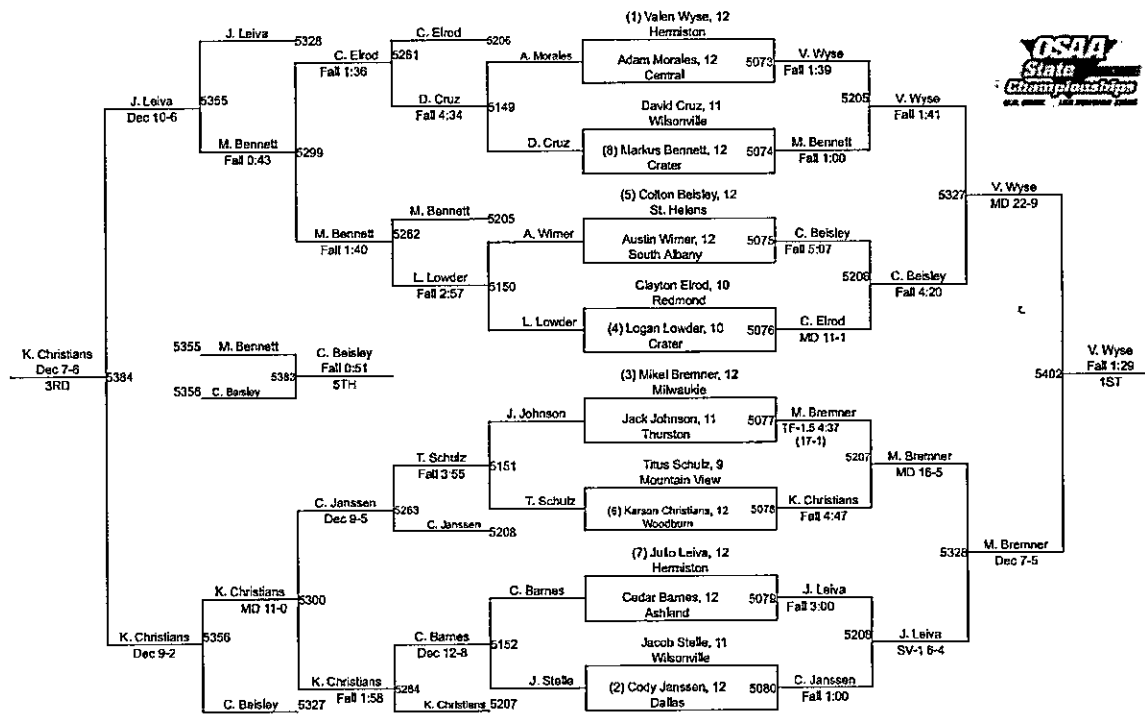 OSAA
State
Championships
(1) Valen Wyse, 12
Hermiston
Adam Morales, 12
Central
5073
David Cruz, 11
Wilsonville
(8) Markus Bennett, 12
Crater
5074
(5) Colton Beisley, 12
St. Helens
Austin Wimer, 12
South Albany
5075
Clayton Elrod, 10
Redmond
(4) Logan Lowder, 10
Crater
5076
(3) Mikel Bremner, 12
Milwaukie
Jack Johnson, 11
Thurston
5077
Titus Schulz, 9
Mountain View
(6) Karson Christians, 12
Woodburn
5078
(7) Julio Leiva, 12
Hermiston
Cedar Barnes, 12
Ashland
5079
Jacob Stelle, 11
Wilsonville
(2) Cody Janssen, 12
Dallas
5080
V. Wyse
Fall 1:39
5205
M. Bennett
Fall 1:00
C. Beisley
Fall 5:07
5206
C. Elrod
MD 11-1
M. Bremner
TF-1.5 4:37
(17-1)
5207
K. Christians
Fall 4:47
J. Leiva
Fall 3:00
5208
C. Janssen
Fall 1:00
V. Wyse
Fall 1:41
5327
C. Beisley
Fall 4:20
M. Bremner
MD 16-5
5328
J. Leiva
SV-1 6-4
V. Wyse
MD 22-9
5402
M. Bremner
Dec 7-5
V. Wyse
Fall 1:29
1ST
A. Morales
5149
D. Cruz
A. Wimer
5150
L. Lowder
J. Johnson
5151
T. Schulz
C. Barnes
5152
J. Stelle
C. Elrod
5206
5261
D. Cruz
Fall 4:34
M. Bennett
5205
5262
L. Lowder
Fall 2:57
T. Schulz
Fall 3:55
5263
C. Janssen
5208
C. Barnes
Dec 12-8
5264
K. Christians
5207
C. Elrod
Fall 1:36
5299
M. Bennett
Fall 1:40
C. Janssen
Dec 9-5
5300
K. Christians
Fall 1:58
J. Leiva
5328
5355
M. Bennett
Fall 0:43
K. Christians
MD 11-0
5356
C. Beisley
5327
J. Leiva
Dec 10-6
5384
K. Christians
Dec 9-2
K. Christians
Dec 7-6
3RD
5355
M. Bennett
5383
5356
C. Beisley
C. Beisley
Fall 0:51
5TH